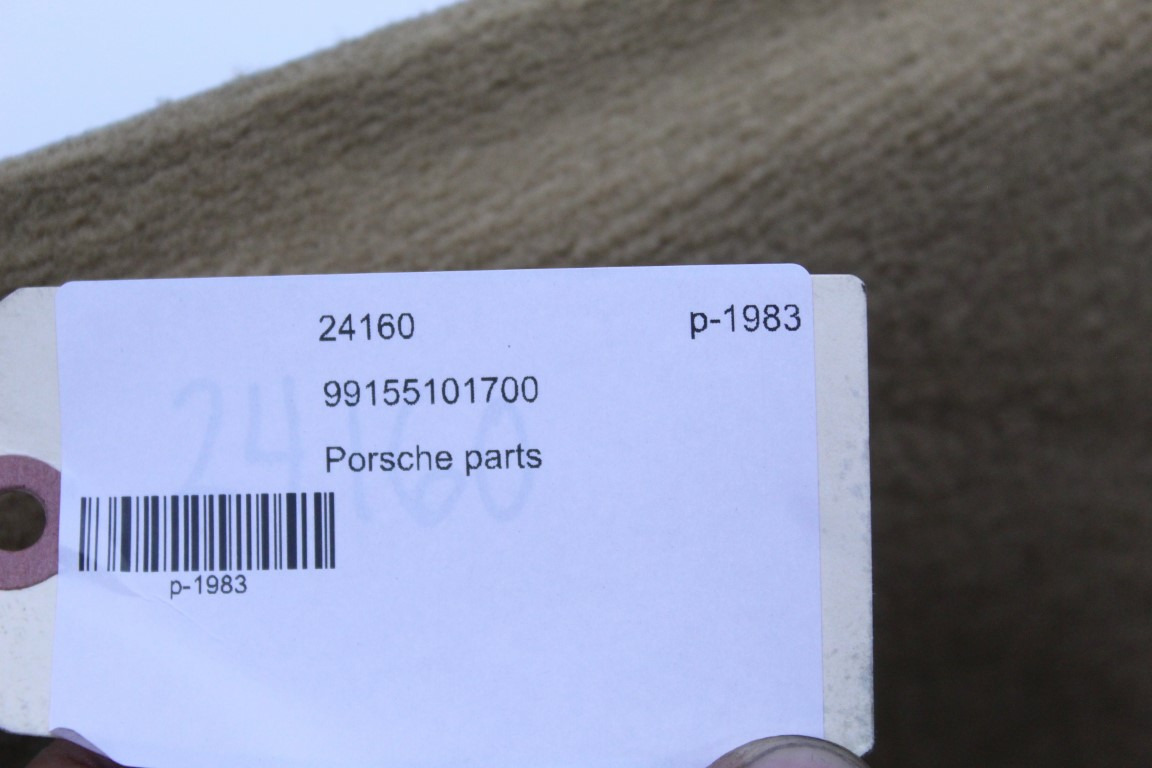 24160 p-1983
99155101700
24160
Porsche parts
p-1983